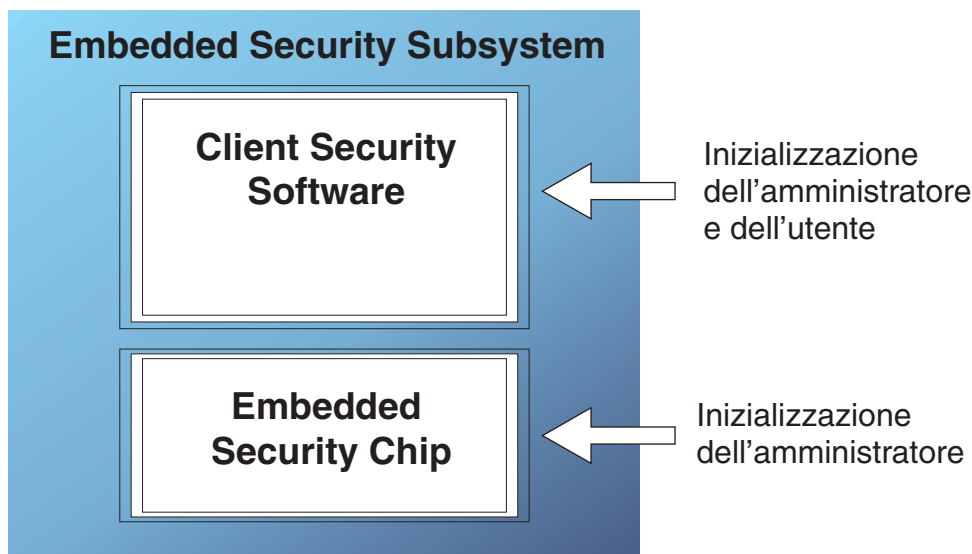 Embedded Security Subsystem
Client Security
Software
Inizializzazione
dell’amministratore
e dell’utente
Embedded
Security Chip
Inizializzazione
dell’amministratore